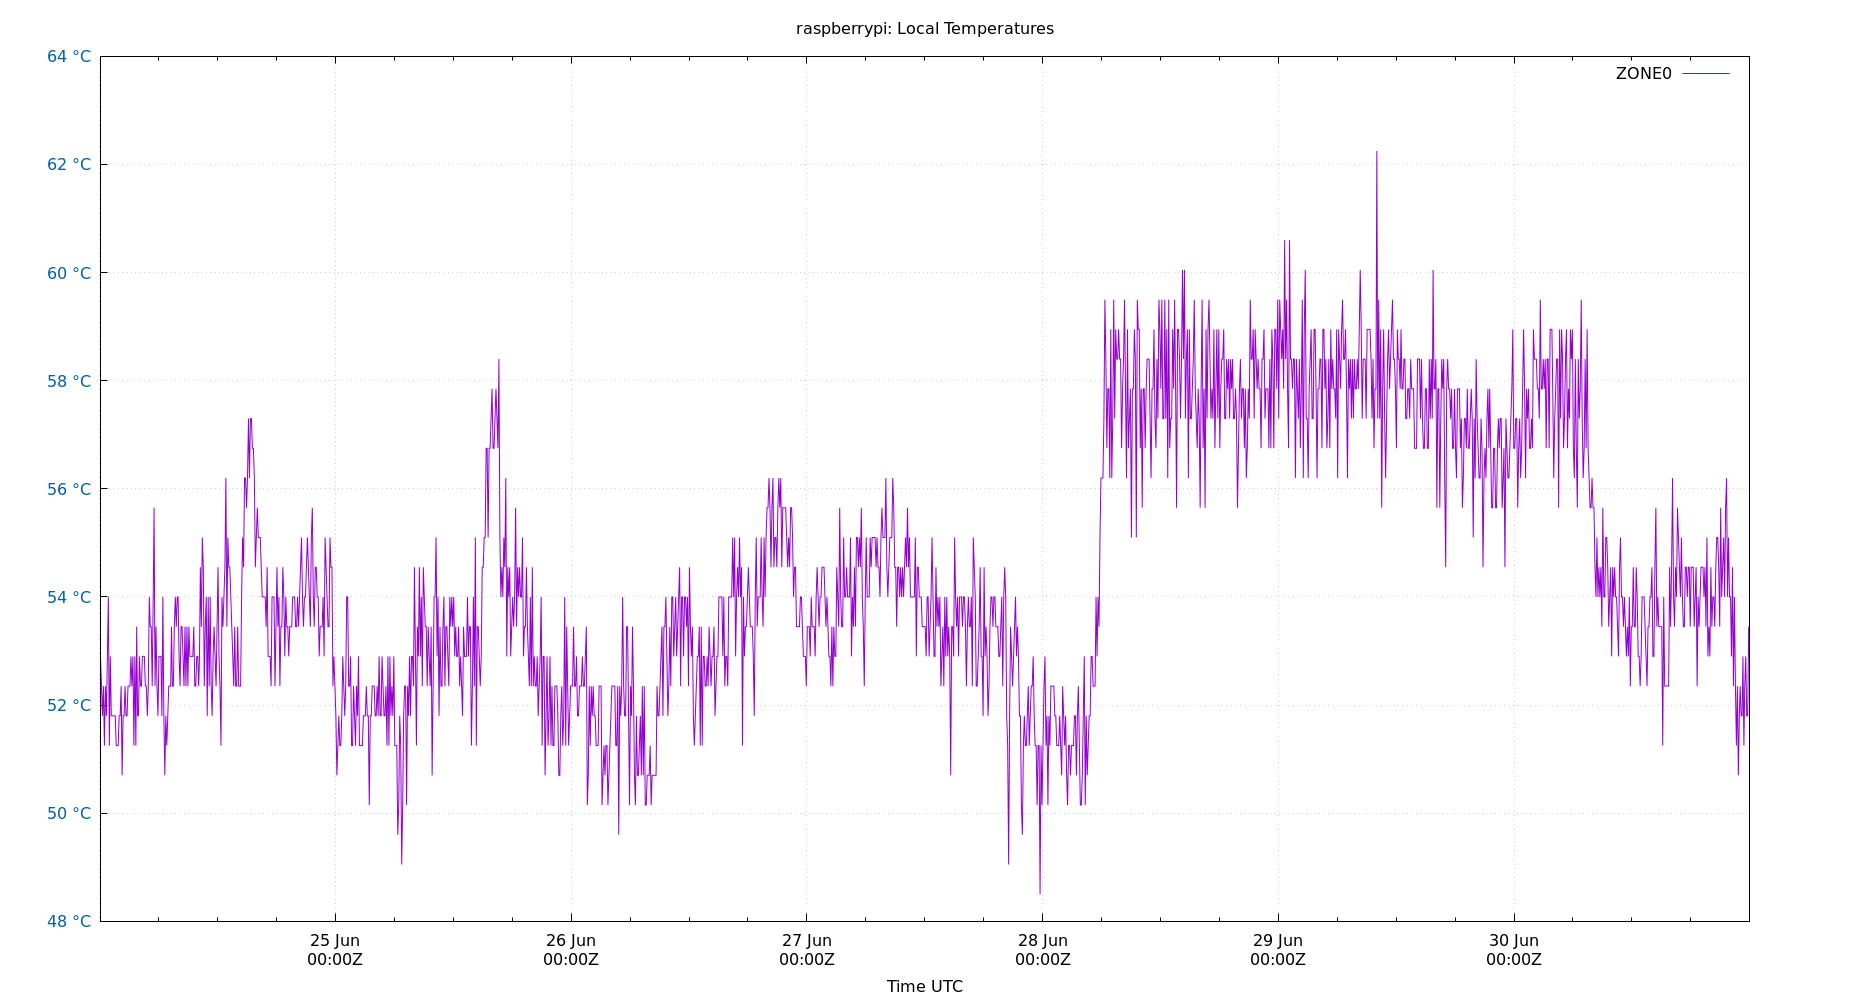 raspberrypi: Local Temperatures
64 °C
ZONE0
62 °C
60 °C
58 °C
56 °C
54 °C
52 °C
50 °C
48 °C
25 Jun 26 Jun 27 Jun 28 Jun 29 Jun 30 Jun
00:00Z 00:00Z 00:00Z 00:00Z 00:00Z 00:00Z
Time UTC